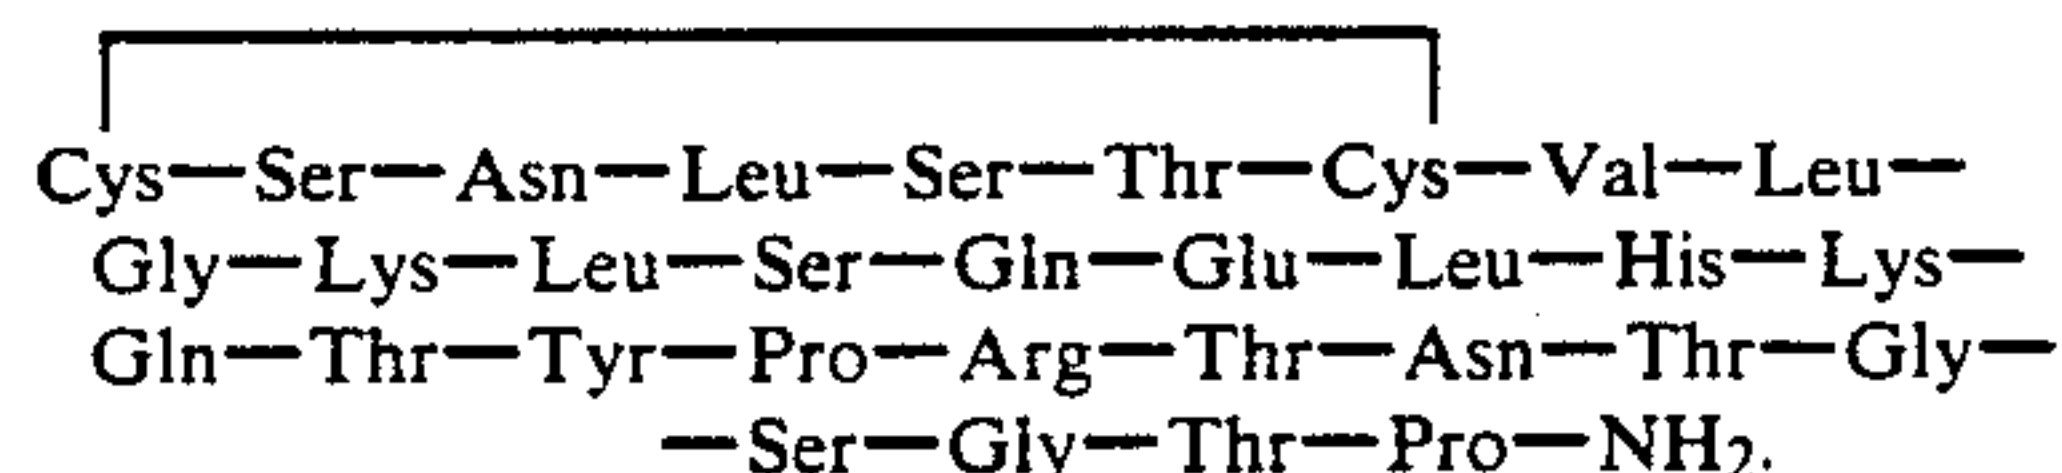 Cys—Ser—Asn—Leu—Ser—Thr—Cys—Val—Leu—
Gly—Lys—Leu—Ser—Gln—Glu—Leu—His—Lys—
Gln—Thr—Tyr—Pro—Arg—Thr—Asn—Thr—Gly—
—Ser—Gly—Thr—Pro—NH₂.